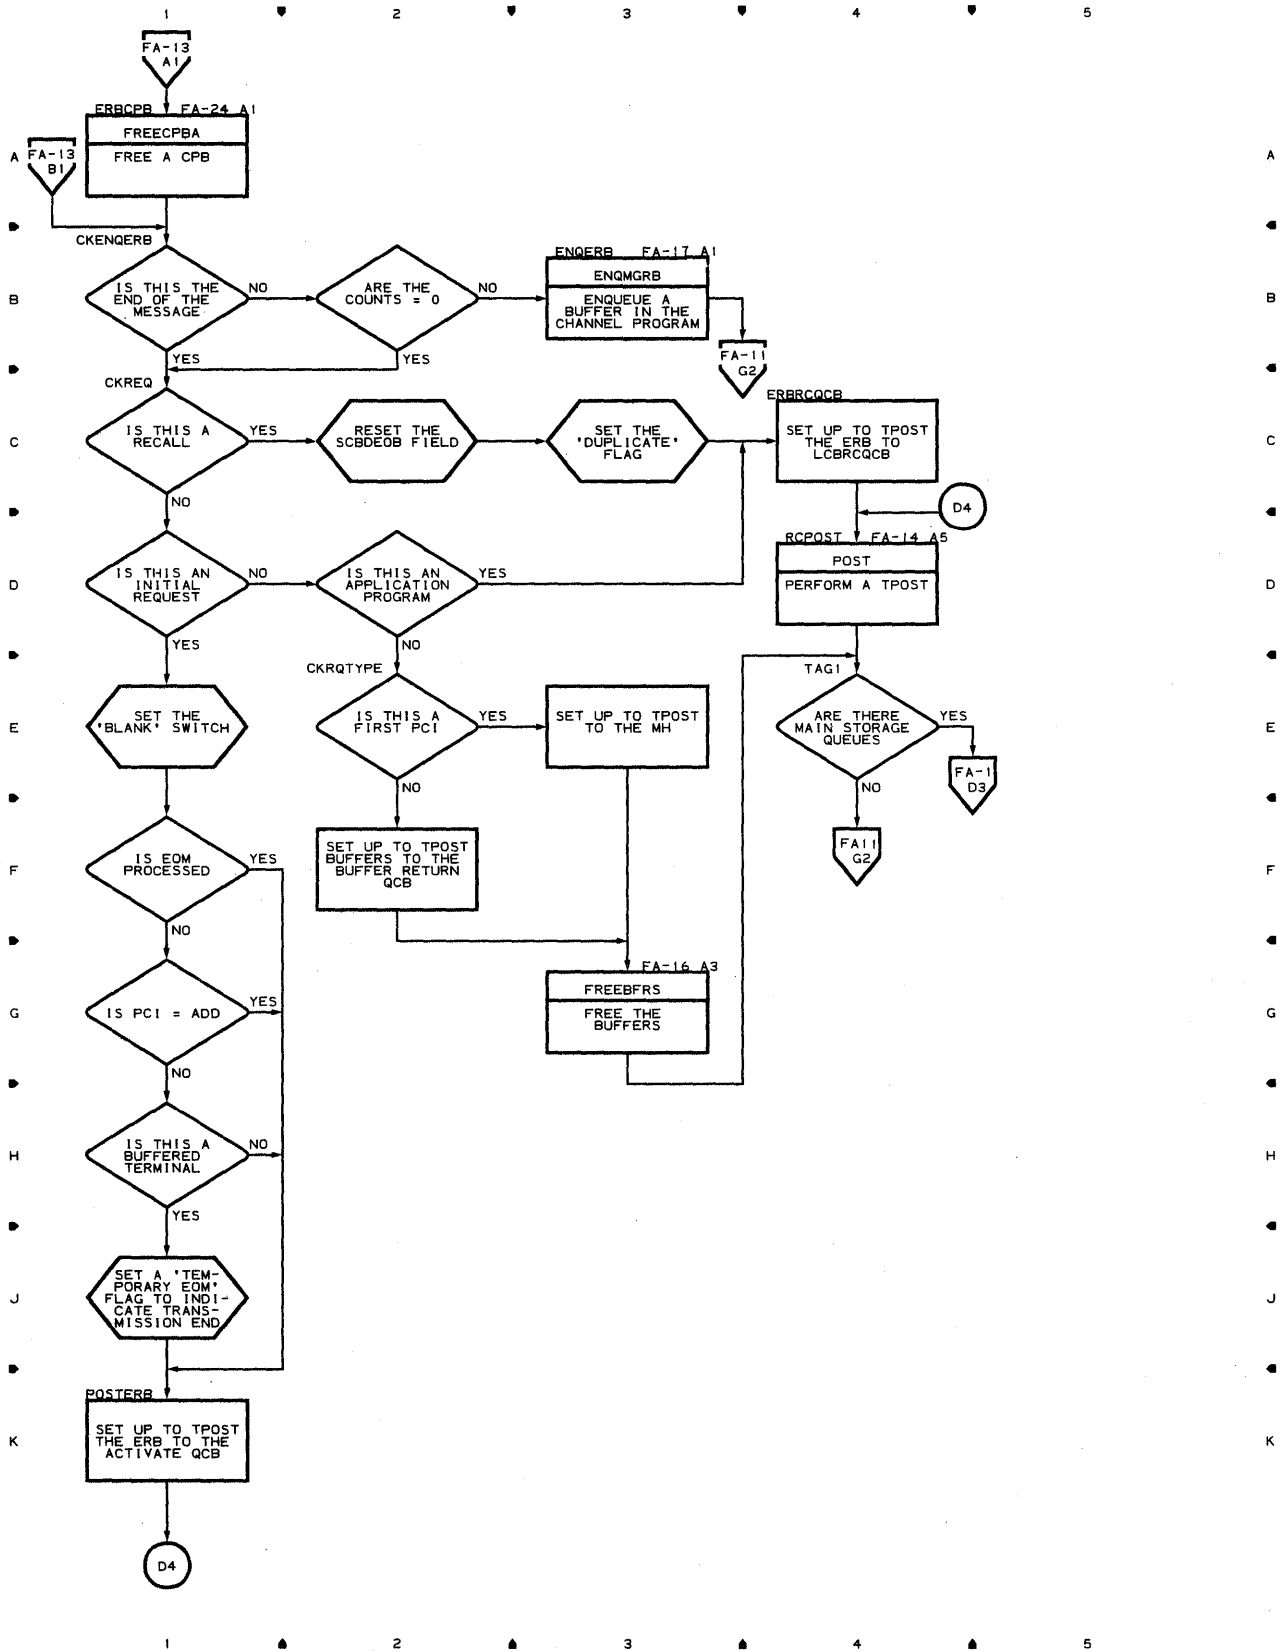 1 2 3 4 5
FA-13
A1
ERBCPB FA-24 A1
FREECPBA
FREE A CPB
A
FA-13
B1
A
CKENQERB
IS THIS THE
END OF THE
MESSAGE
NO
YES
ARE THE
COUNTS = 0
NO
YES
ENQERB FA-17 A1
ENQMGRB
ENQUEUE A
BUFFER IN THE
CHANNEL PROGRAM
B
B
FA-11
G2
CKREQ
IS THIS A
RECALL
YES
NO
RESET THE
SCBDEOB FIELD
SET THE
'DUPLICATE'
FLAG
ERBRCQCB
SET UP TO TPOST
THE ERB TO
LCBRCQCB
C
C
D4
IS THIS AN
INITIAL
REQUEST
NO
YES
IS THIS AN
APPLICATION
PROGRAM
YES
NO
RCPOST FA-14 A5
POST
PERFORM A TPOST
D
D
SET THE
'BLANK' SWITCH
CKRQTYPE
IS THIS A
FIRST PCI
YES
NO
SET UP TO TPOST
TO THE MH
TAG1
ARE THERE
MAIN STORAGE
QUEUES
YES
NO
E
E
FA-1
D3
IS EOM
PROCESSED
YES
NO
SET UP TO TPOST
BUFFERS TO THE
BUFFER RETURN
QCB
FA11
G2
F
F
IS PCI = ADD
YES
NO
FA-16 A3
FREEBFRS
FREE THE
BUFFERS
G
G
IS THIS A
BUFFERED
TERMINAL
NO
YES
H
H
SET A 'TEM-
PORARY EOM'
FLAG TO INDI-
CATE TRANS-
MISSION END
J
J
POSTERB
SET UP TO TPOST
THE ERB TO THE
ACTIVATE QCB
K
K
D4
1 2 3 4 5